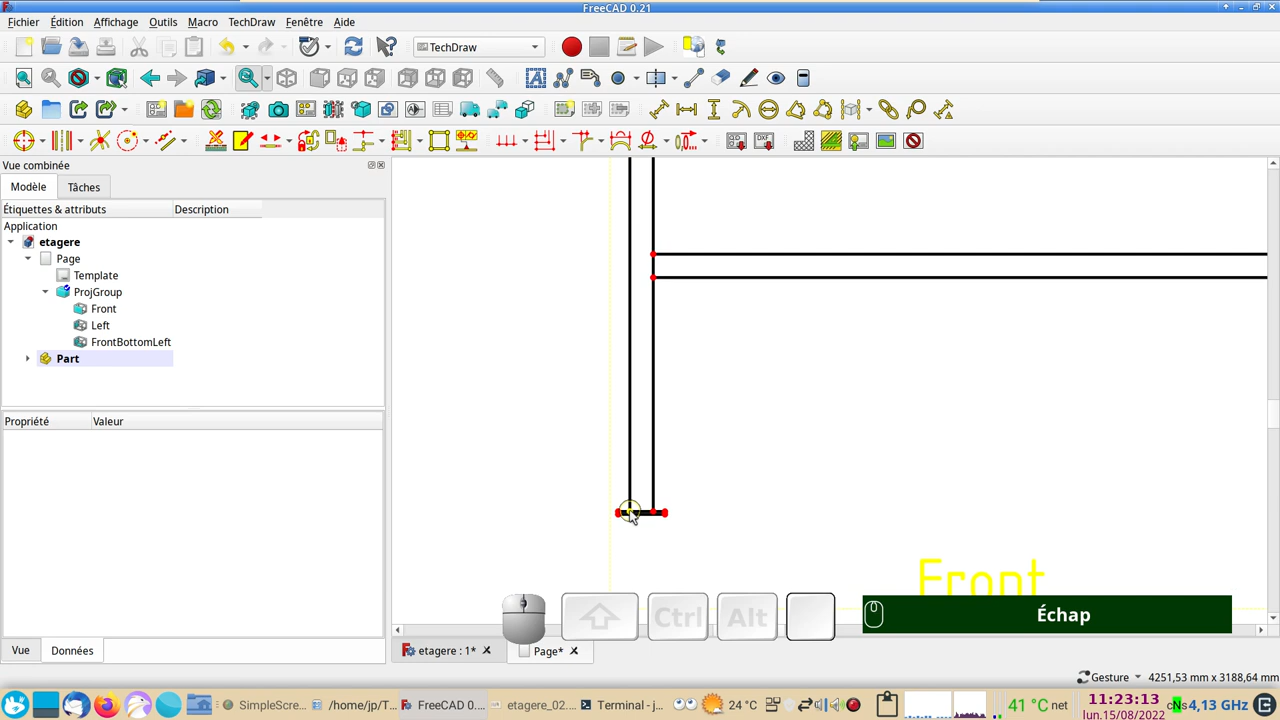 FreeCAD 0.21
Fichier Édition Affichage Outils Macro TechDraw Fenêtre Aide
TechDraw
Vue combinée
Modèle Tâches
Étiquettes & attributs Description
Application
etagere
Page
Template
ProjGroup
Front
Left
FrontBottomLeft
Part
Propriété Valeur
Front
Ctrl Alt
Échap
Vue Données
etagere : 1* Page*
Gesture 4251,53 mm x 3188,64 mm
SimpleScre... /home/jp/T... FreeCAD 0.... etagere_02.... Terminal - j... 24 °C 41 °C net 11:23:13 lun.15/08/2022 4,13 GHz